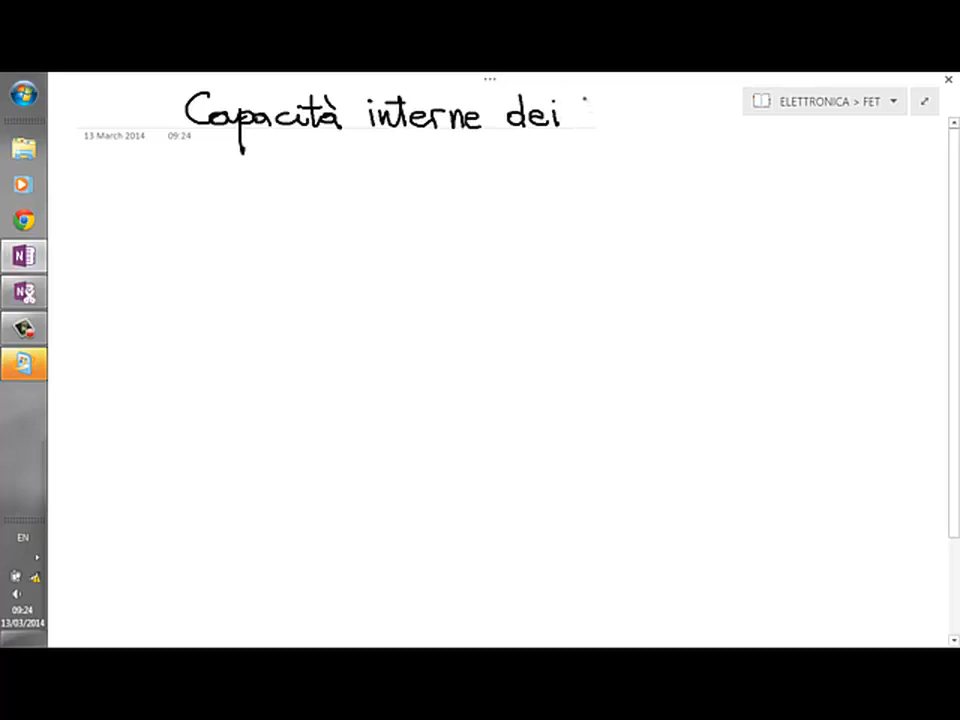 Capacità interne dei
ELETTRONICA > FET
13 March 2014 09:24
EN
09:24
13/03/2014